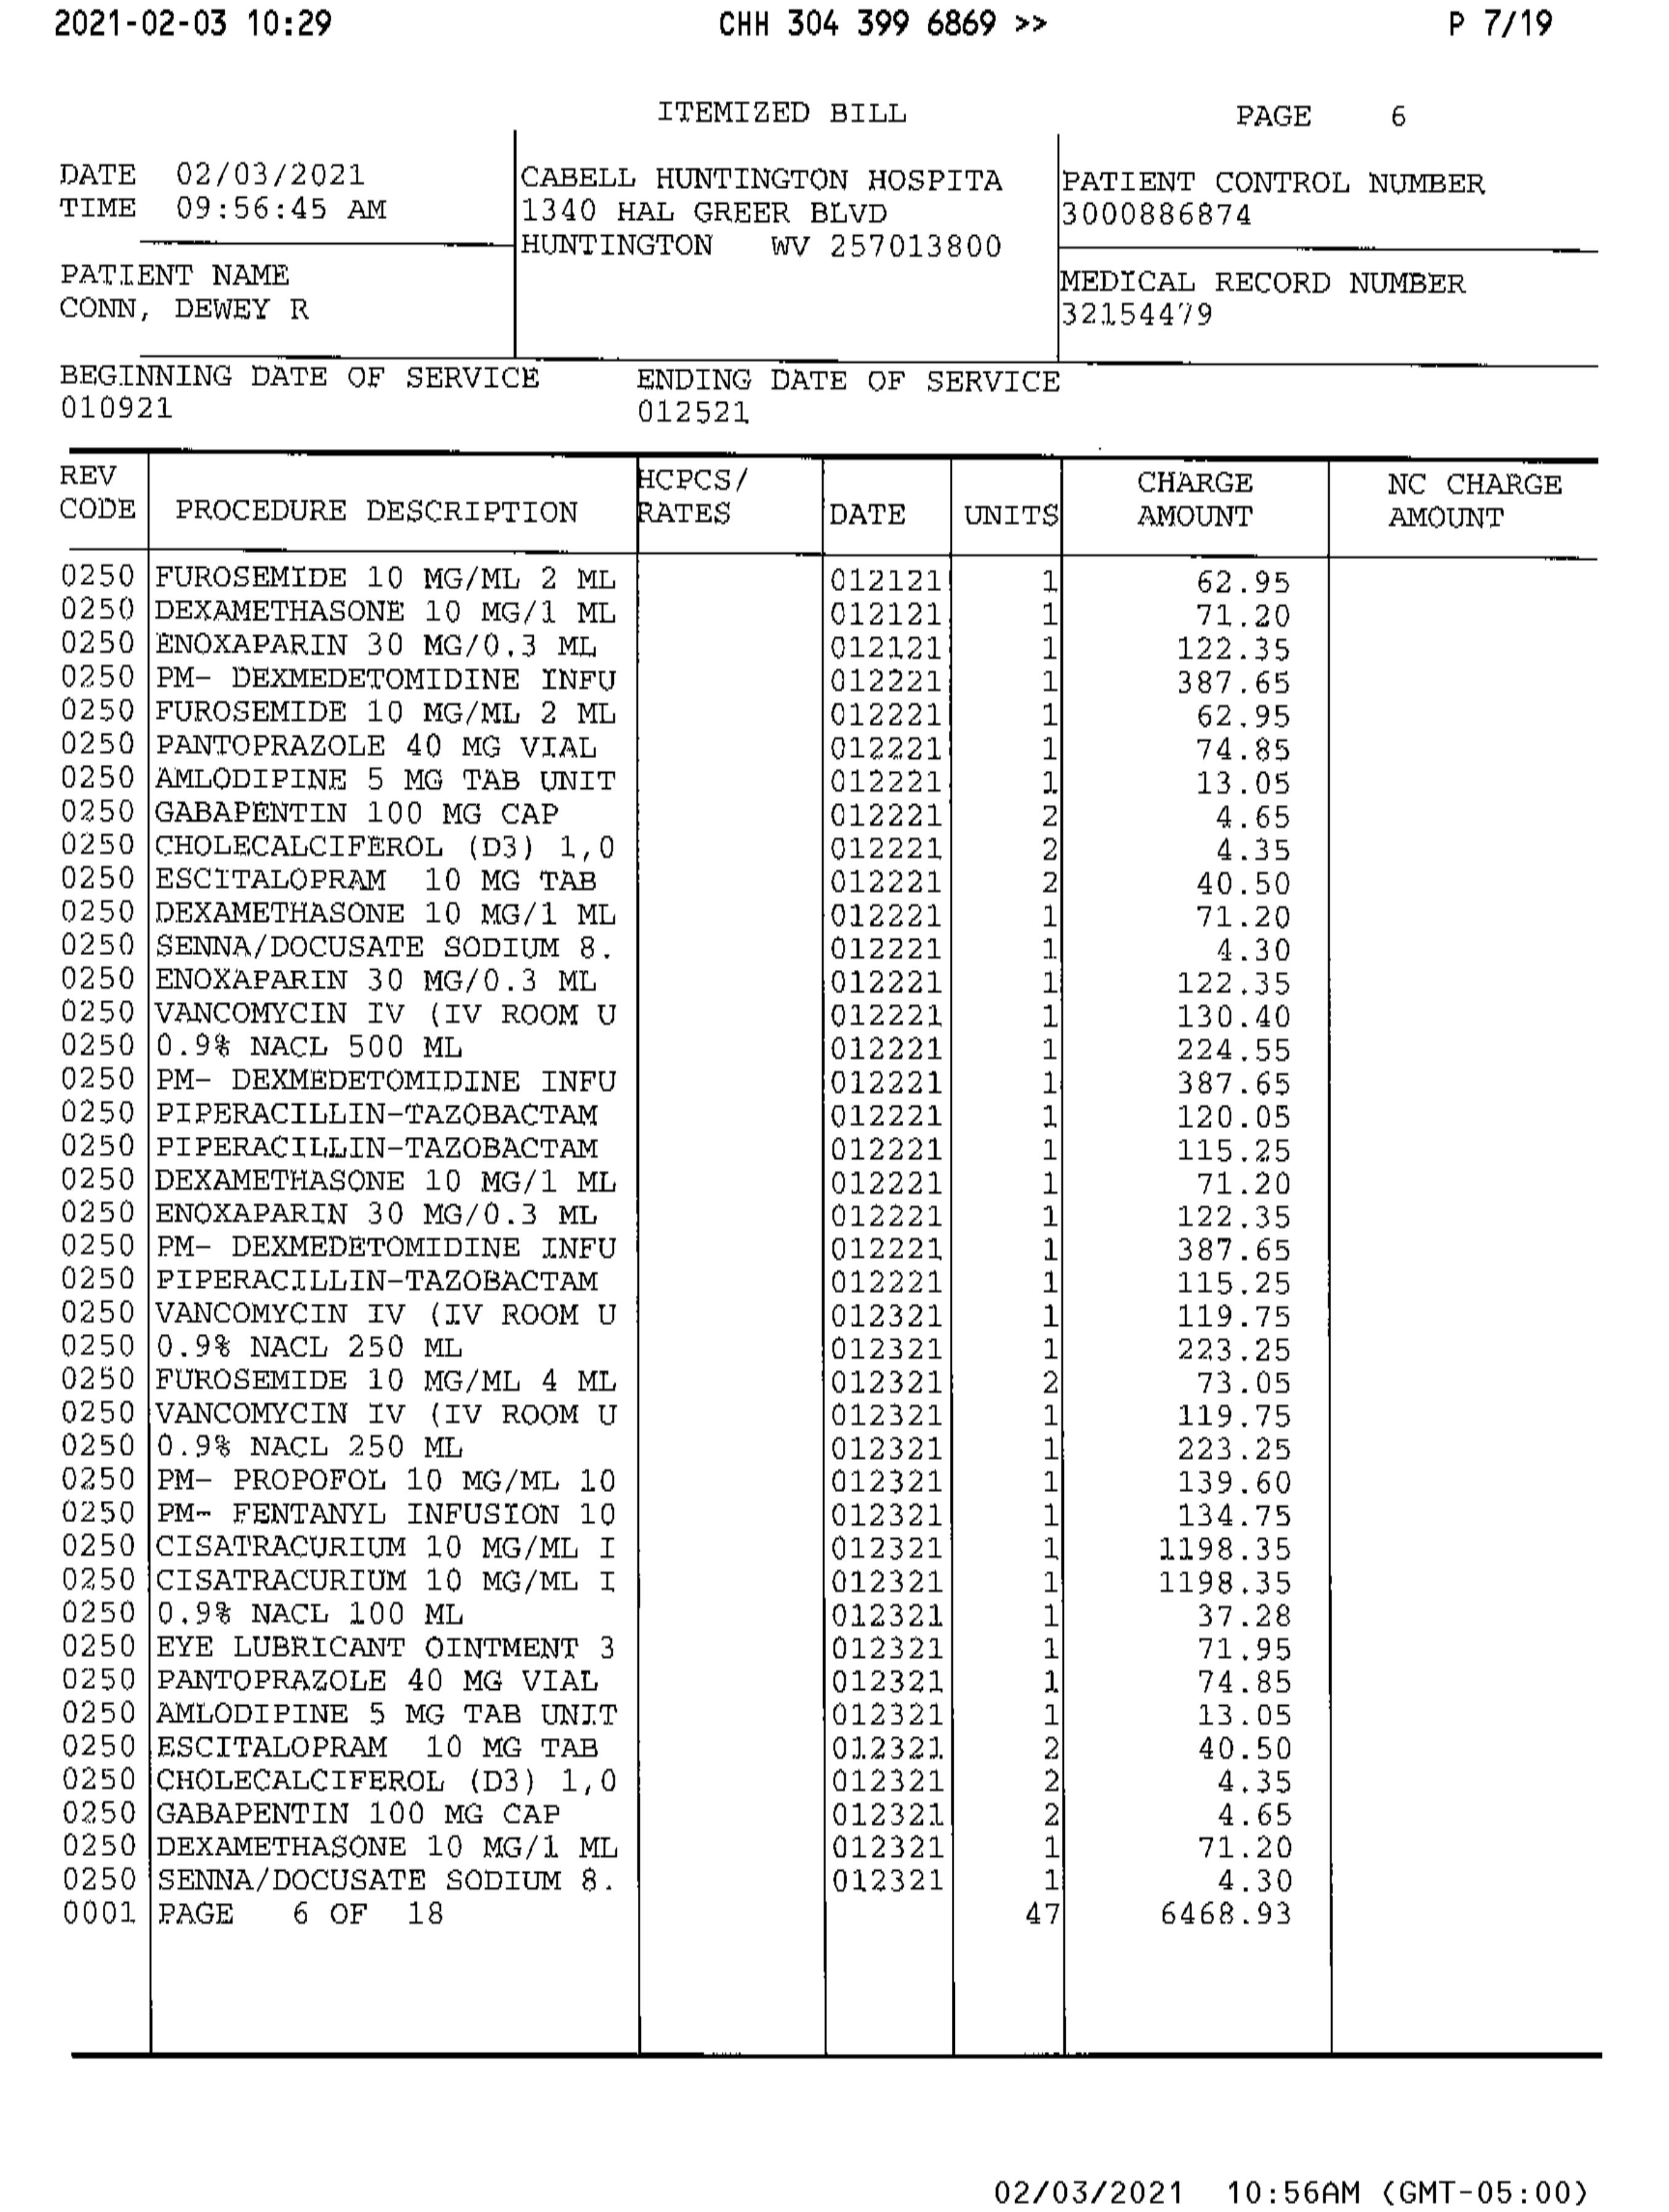 2021-02-03 10:29 CHH 304 399 6869 >> P 7/19
ITEMIZED BILL PAGE 6
DATE 02/03/2021 CABELL HUNTINGTON HOSPITA PATIENT CONTROL NUMBER
TIME 09:56:45 AM 1340 HAL GREER BLVD 3000886874
HUNTINGTON WV 257013800
PATIENT NAME MEDICAL RECORD NUMBER
CONN, DEWEY R 32154479
BEGINNING DATE OF SERVICE ENDING DATE OF SERVICE
010921 012521
REV HCPCS/ CHARGE NC CHARGE
CODE PROCEDURE DESCRIPTION RATES DATE UNITS AMOUNT AMOUNT
0250 FUROSEMIDE 10 MG/ML 2 ML 012121 1 62.95
0250 DEXAMETHASONE 10 MG/1 ML 012121 1 71.20
0250 ENOXAPARIN 30 MG/0.3 ML 012121 1 122.35
0250 PM- DEXMEDETOMIDINE INFU 012221 1 387.65
0250 FUROSEMIDE 10 MG/ML 2 ML 012221 1 62.95
0250 PANTOPRAZOLE 40 MG VIAL 012221 1 74.85
0250 AMLODIPINE 5 MG TAB UNIT 012221 1 13.05
0250 GABAPENTIN 100 MG CAP 012221 2 4.65
0250 CHOLECALCIFEROL (D3) 1,0 012221 2 4.35
0250 ESCITALOPRAM 10 MG TAB 012221 2 40.50
0250 DEXAMETHASONE 10 MG/1 ML 012221 1 71.20
0250 SENNA/DOCUSATE SODIUM 8. 012221 1 4.30
0250 ENOXAPARIN 30 MG/0.3 ML 012221 1 122.35
0250 VANCOMYCIN IV (IV ROOM U 012221 1 130.40
0250 0.9% NACL 500 ML 012221 1 224.55
0250 PM- DEXMEDETOMIDINE INFU 012221 1 387.65
0250 PIPERACILLIN-TAZOBACTAM 012221 1 120.05
0250 PIPERACILLIN-TAZOBACTAM 012221 1 115.25
0250 DEXAMETHASONE 10 MG/1 ML 012221 1 71.20
0250 ENOXAPARIN 30 MG/0.3 ML 012221 1 122.35
0250 PM- DEXMEDETOMIDINE INFU 012221 1 387.65
0250 PIPERACILLIN-TAZOBACTAM 012221 1 115.25
0250 VANCOMYCIN IV (IV ROOM U 012321 1 119.75
0250 0.9% NACL 250 ML 012321 1 223.25
0250 FUROSEMIDE 10 MG/ML 4 ML 012321 2 73.05
0250 VANCOMYCIN IV (IV ROOM U 012321 1 119.75
0250 0.9% NACL 250 ML 012321 1 223.25
0250 PM- PROPOFOL 10 MG/ML 10 012321 1 139.60
0250 PM- FENTANYL INFUSION 10 012321 1 134.75
0250 CISATRACURIUM 10 MG/ML I 012321 1 1198.35
0250 CISATRACURIUM 10 MG/ML I 012321 1 1198.35
0250 0.9% NACL 100 ML 012321 1 37.28
0250 EYE LUBRICANT OINTMENT 3 012321 1 71.95
0250 PANTOPRAZOLE 40 MG VIAL 012321 1 74.85
0250 AMLODIPINE 5 MG TAB UNIT 012321 1 13.05
0250 ESCITALOPRAM 10 MG TAB 012321 2 40.50
0250 CHOLECALCIFEROL (D3) 1,0 012321 2 4.35
0250 GABAPENTIN 100 MG CAP 012321 2 4.65
0250 DEXAMETHASONE 10 MG/1 ML 012321 1 71.20
0250 SENNA/DOCUSATE SODIUM 8. 012321 1 4.30
0001 PAGE 6 OF 18 47 6468.93
02/03/2021 10:56AM (GMT-05:00)